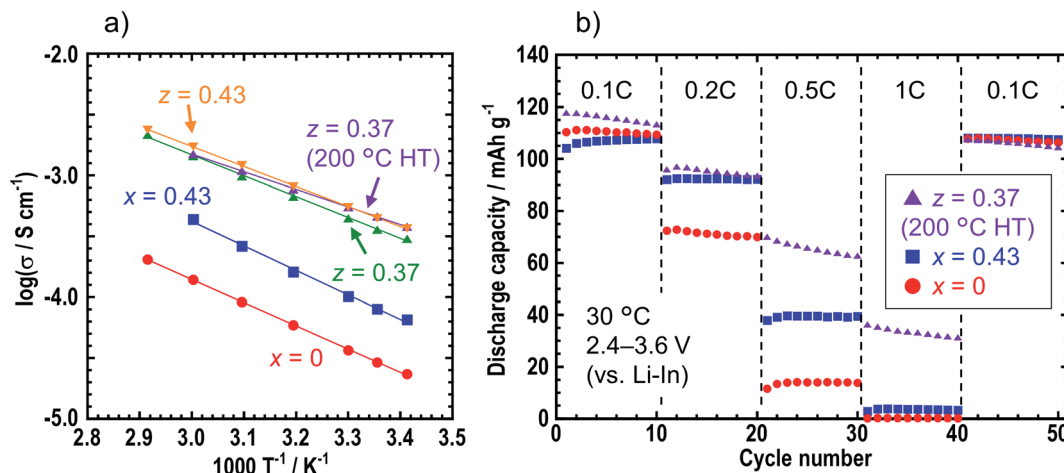 a)
-2.0
-3.0
-4.0
-5.0
log(σ / S cm⁻¹)
z = 0.43
z = 0.37
(200 °C HT)
x = 0.43
z = 0.37
x = 0
2.8 2.9 3.0 3.1 3.2 3.3 3.4 3.5
1000 T⁻¹ / K⁻¹
b)
140
120
100
80
60
40
20
0
Discharge capacity / mAh g⁻¹
0.1C 0.2C 0.5C 1C 0.1C
z = 0.37
(200 °C HT)
x = 0.43
x = 0
30 °C
2.4–3.6 V
(vs. Li-In)
0 10 20 30 40 50
Cycle number